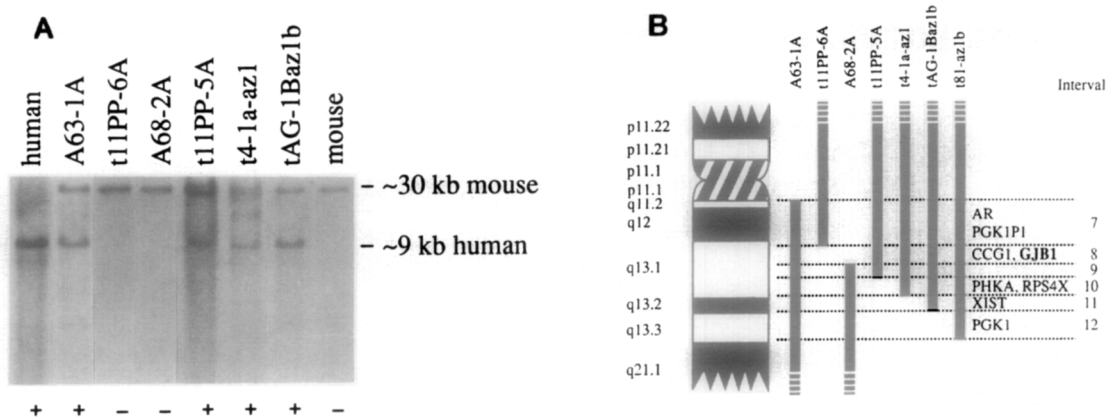 A
human
A63-1A
t11PP-6A
A68-2A
t11PP-5A
t4-1a-az1
tAG-1Baz1b
mouse
~30 kb mouse
~9 kb human
+ + – – + + + –
B
A63-1A
t11PP-6A
A68-2A
t11PP-5A
t4-1a-az1
tAG-1Baz1b
t81-az1b
Interval
p11.22
p11.21
p11.1
p11.1
q11.2
q12
q13.1
q13.2
q13.3
q21.1
AR
PGK1P1
7
CCG1, GJB1
8
9
PHKA, RPS4X
10
XIST
11
PGK1
12